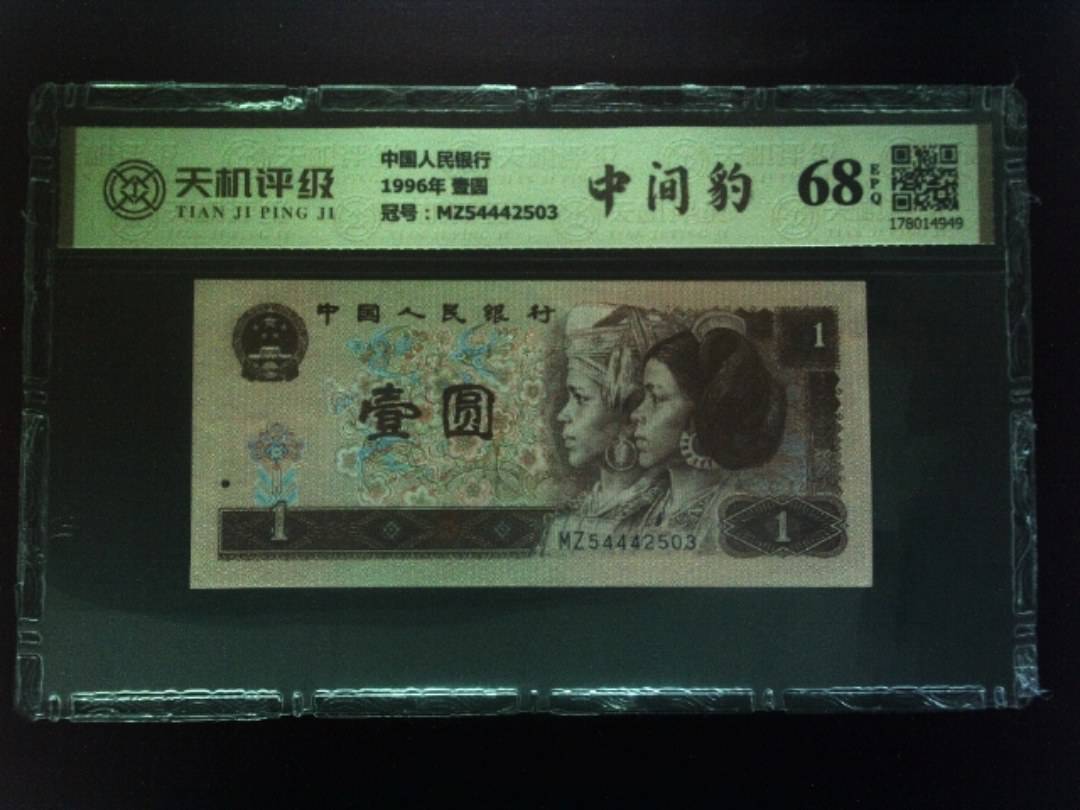 天机评级
TIAN JI PING JI
中国人民银行
1996年 壹圆
冠号：MZ54442503
中间豹
68
EPQ
178014949
中国人民银行
1
壹圆
1
MZ54442503
1